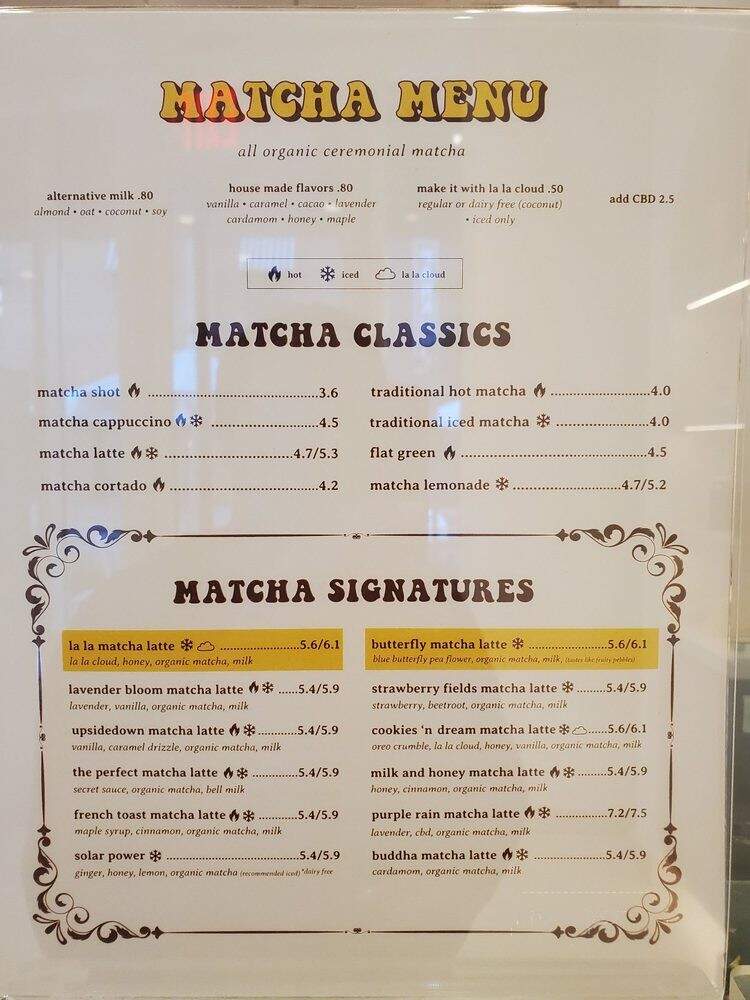 MATCHA MENU
all organic ceremonial matcha
alternative milk .80
almond • oat • coconut • soy
house made flavors .80
vanilla • caramel • cacao • lavender
cardamom • honey • maple
make it with la la cloud .50
regular or dairy free (coconut)
• iced only
add CBD 2.5
hot iced la la cloud
MATCHA CLASSICS
matcha shot ..............................3.6
matcha cappuccino ....................4.5
matcha latte ....................4.7/5.3
matcha cortado ........................4.2
traditional hot matcha ................4.0
traditional iced matcha ................4.0
flat green ..............................4.5
matcha lemonade ..................4.7/5.2
MATCHA SIGNATURES
la la matcha latte ....................5.6/6.1
la la cloud, honey, organic matcha, milk
lavender bloom matcha latte .....5.4/5.9
lavender, vanilla, organic matcha, milk
upsidedown matcha latte .........5.4/5.9
vanilla, caramel drizzle, organic matcha, milk
the perfect matcha latte ..........5.4/5.9
secret sauce, organic matcha, bell milk
french toast matcha latte .........5.4/5.9
maple syrup, cinnamon, organic matcha, milk
solar power ..............................5.4/5.9
ginger, honey, lemon, organic matcha (recommended iced) *dairy free
butterfly matcha latte ................5.6/6.1
blue butterfly pea flower, organic matcha, milk, (tastes like fruity pebbles)
strawberry fields matcha latte ......5.4/5.9
strawberry, beetroot, organic matcha, milk
cookies ‘n dream matcha latte .....5.6/6.1
oreo crumble, la la cloud, honey, vanilla, organic matcha, milk
milk and honey matcha latte .......5.4/5.9
honey, cinnamon, organic matcha, milk
purple rain matcha latte ............7.2/7.5
lavender, cbd, organic matcha, milk
buddha matcha latte ................5.4/5.9
cardamom, organic matcha, milk